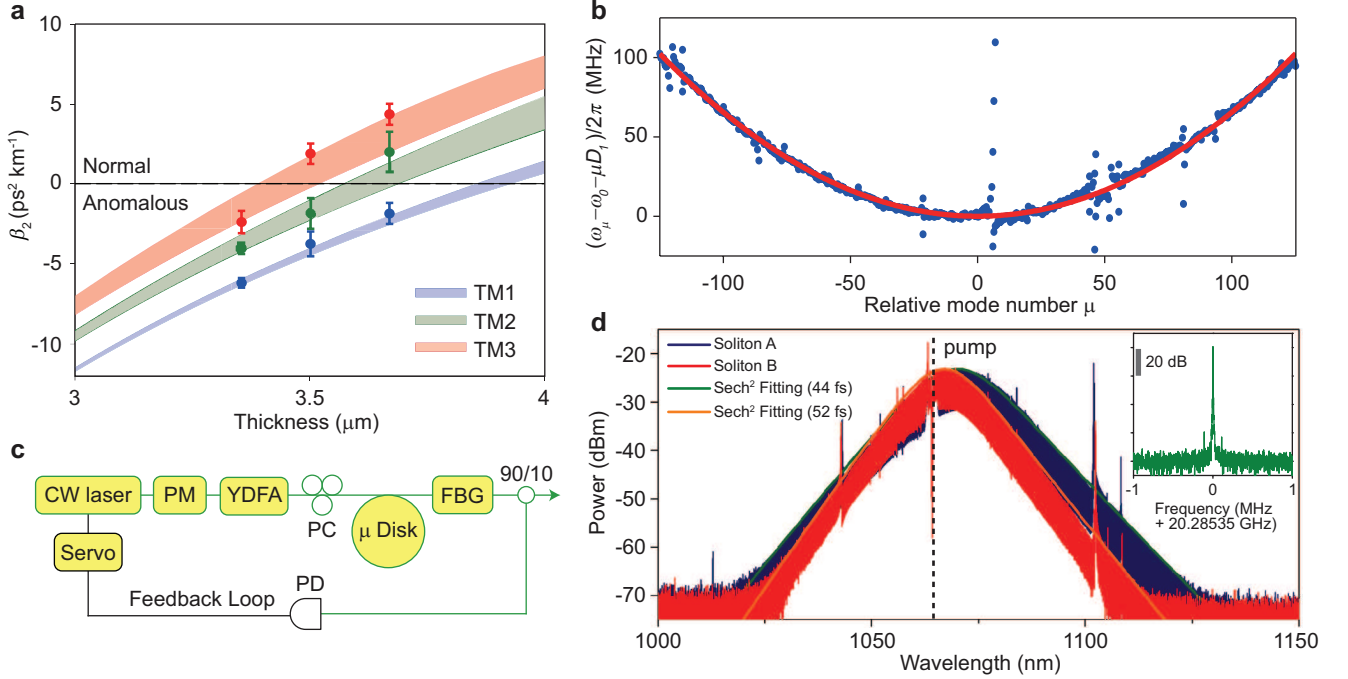 a
10
5
0
-5
-10
β₂ (ps² km⁻¹)
Normal
Anomalous
TM1
TM2
TM3
3
3.5
4
Thickness (μm)
b
100
50
0
(ω_μ − ω₀ − μD₁)/2π (MHz)
-100
-50
0
50
100
Relative mode number μ
c
90/10
CW laser
PM
YDFA
PC
μ Disk
FBG
Servo
PD
Feedback Loop
d
-20
-30
-40
-50
-60
-70
Power (dBm)
Soliton A
Soliton B
Sech² Fitting (44 fs)
Sech² Fitting (52 fs)
pump
20 dB
-1
0
1
Frequency (MHz
+ 20.28535 GHz)
1000
1050
1100
1150
Wavelength (nm)